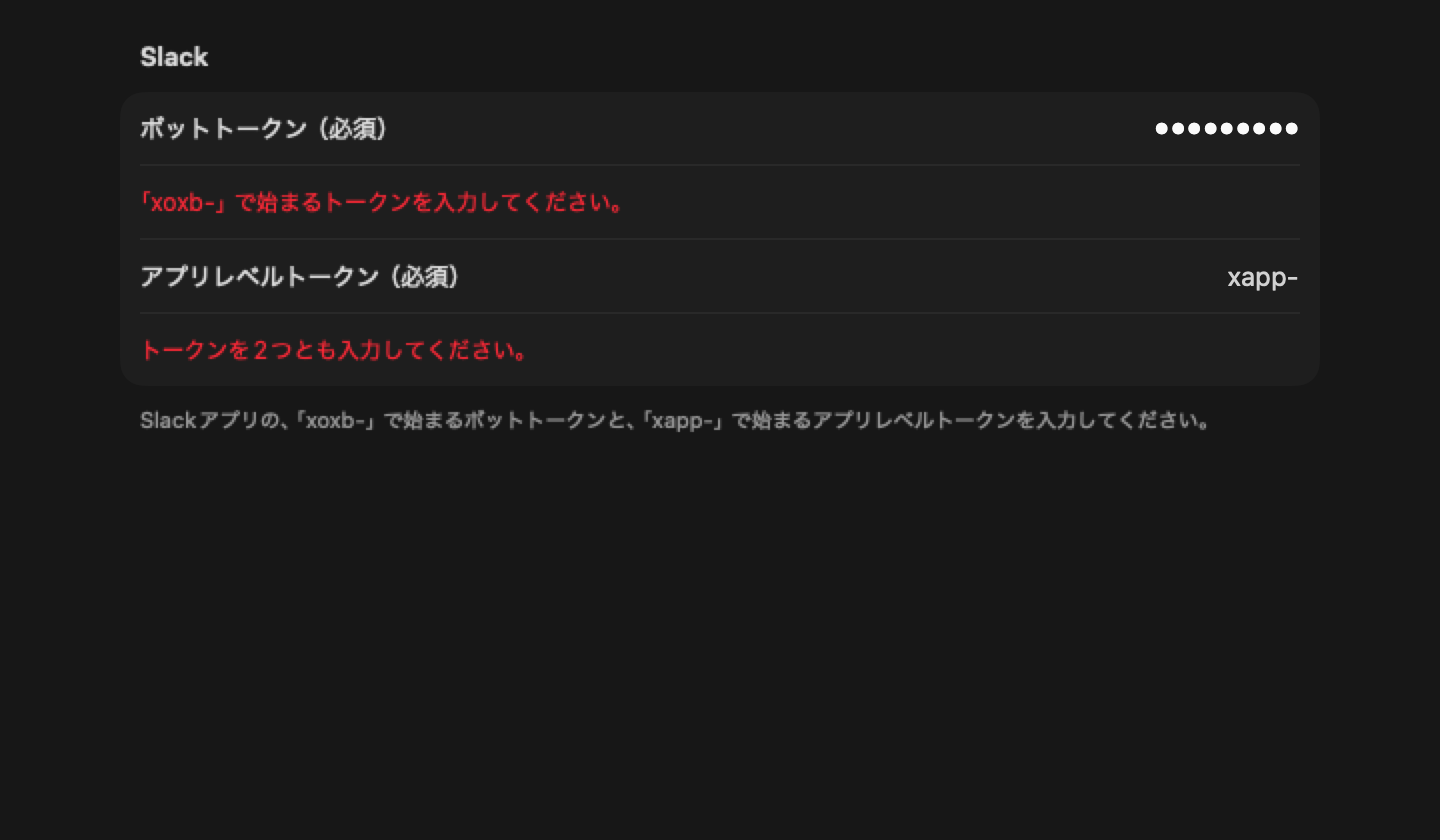 Slack
ボットトークン（必須） ●●●●●●●●●
「xoxb-」で始まるトークンを入力してください。
アプリレベルトークン（必須） xapp-
トークンを2つとも入力してください。
Slackアプリの、「xoxb-」で始まるボットトークンと、「xapp-」で始まるアプリレベルトークンを入力してください。